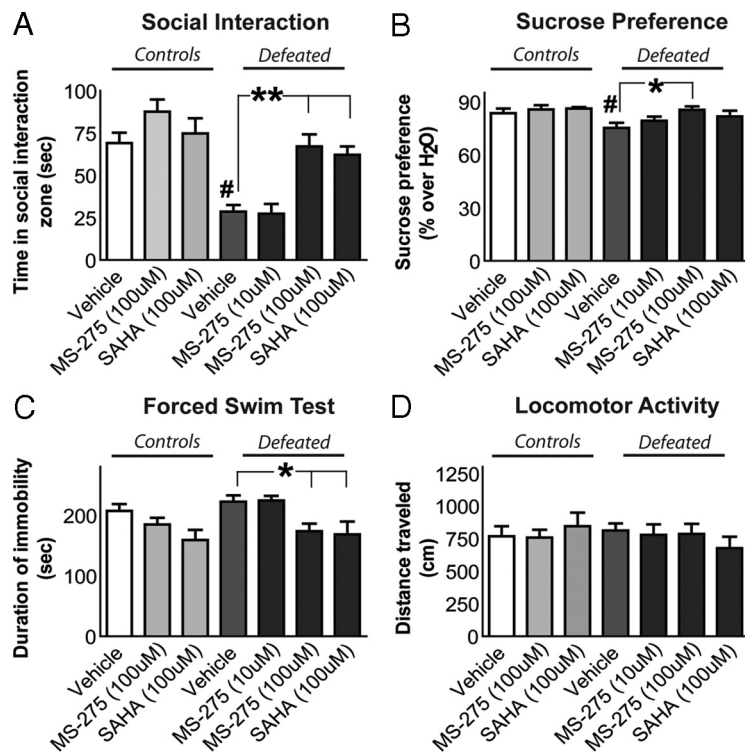 A Social Interaction
Controls Defeated
Time in social interaction
zone (sec)
100
75
50
25
0
#
**
Vehicle
MS-275 (100uM)
SAHA (100uM)
Vehicle
MS-275 (10uM)
MS-275 (100uM)
SAHA (100uM)
B Sucrose Preference
Controls Defeated
Sucrose preference
(% over H2O)
90
60
30
0
#
*
Vehicle
MS-275 (100uM)
SAHA (100uM)
Vehicle
MS-275 (10uM)
MS-275 (100uM)
SAHA (100uM)
C Forced Swim Test
Controls Defeated
Duration of immobility
(sec)
200
100
0
*
Vehicle
MS-275 (100uM)
SAHA (100uM)
Vehicle
MS-275 (10uM)
MS-275 (100uM)
SAHA (100uM)
D Locomotor Activity
Controls Defeated
Distance traveled
(cm)
1250
1000
750
500
250
0
Vehicle
MS-275 (100uM)
SAHA (100uM)
Vehicle
MS-275 (10uM)
MS-275 (100uM)
SAHA (100uM)